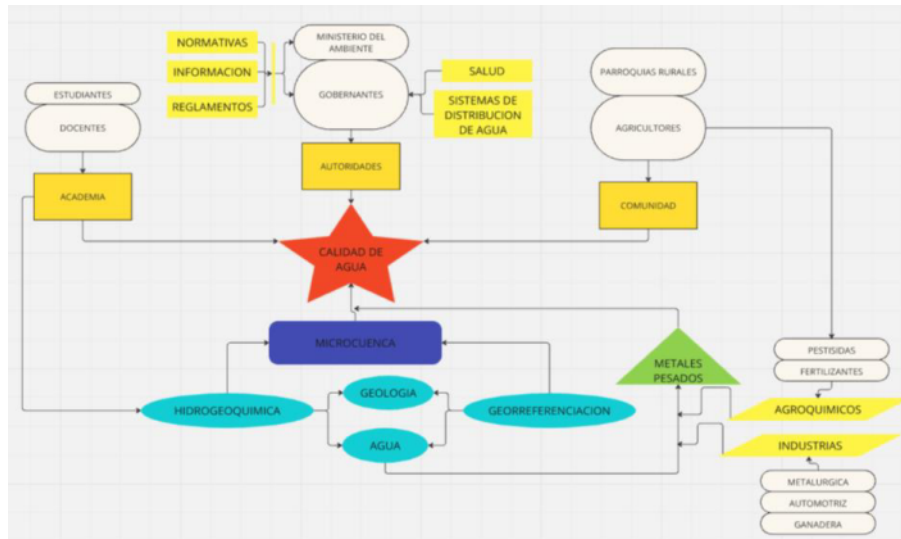 NORMATIVAS
INFORMACION
REGLAMENTOS
MINISTERIO DEL
AMBIENTE
GOBERNANTES
SALUD
SISTEMAS DE
DISTRIBUCION
DE AGUA
PARROQUIAS RURALES
AGRICULTORES
ESTUDIANTES
DOCENTES
ACADEMIA
AUTORIDADES
COMUNIDAD
CALIDAD DE
AGUA
MICROCUENCA
METALES
PESADOS
PESTISIDAS
FERTILIZANTES
GEOLOGIA
HIDROGEOQUIMICA
GEORREFERENCIACION
AGROQUIMICOS
AGUA
INDUSTRIAS
METALURGICA
AUTOMOTRIZ
GANADERA